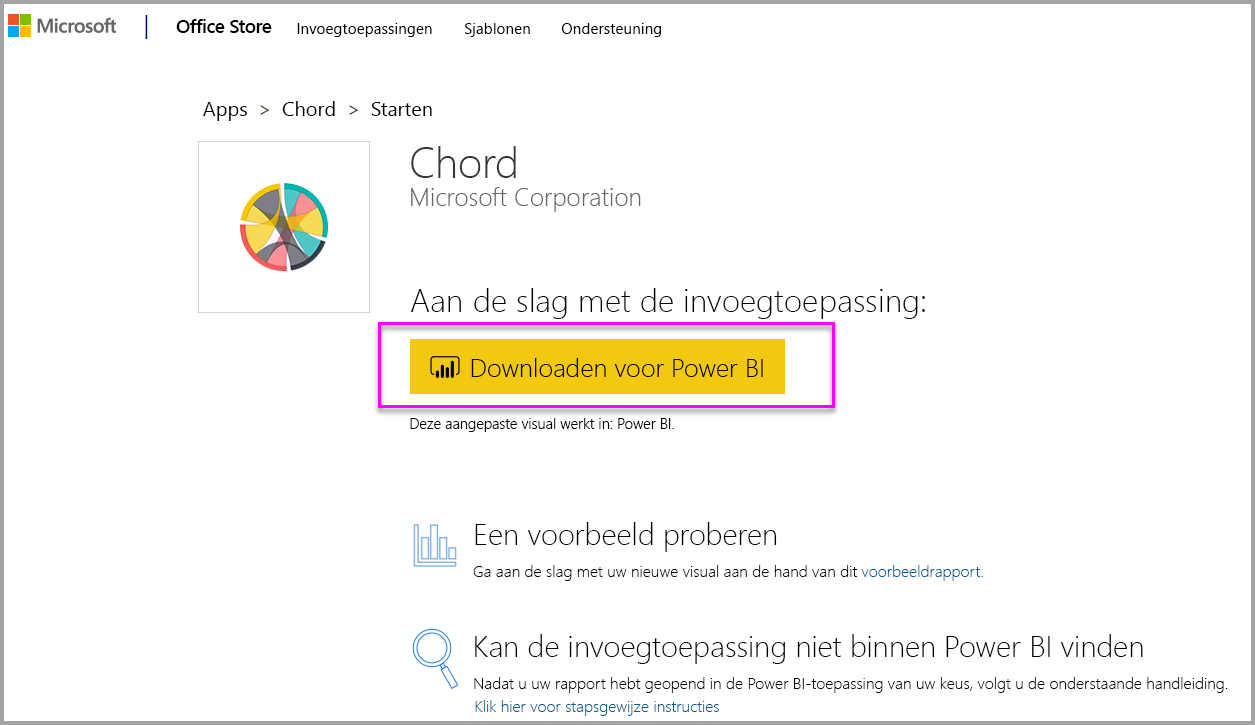 Microsoft | Office Store Invoegtoepassingen Sjablonen Ondersteuning
Apps > Chord > Starten
Chord
Microsoft Corporation
Aan de slag met de invoegtoepassing:
Downloaden voor Power BI
Deze aangepaste visual werkt in: Power BI.
Een voorbeeld proberen
Ga aan de slag met uw nieuwe visual aan de hand van dit voorbeeldrapport.
Kan de invoegtoepassing niet binnen Power BI vinden
Nadat u uw rapport hebt geopend in de Power BI-toepassing van uw keus, volgt u de onderstaande handleiding.
Klik hier voor stapsgewijze instructies